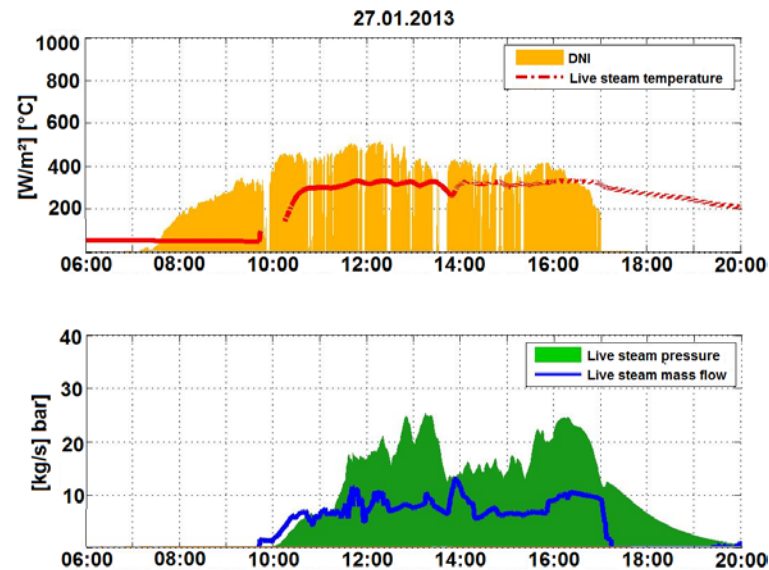 27.01.2013
1000
800
600
400
200
[W/m²] [°C]
DNI
Live steam temperature
06:00 08:00 10:00 12:00 14:00 16:00 18:00 20:00
40
30
20
10
[kg/s] bar]
Live steam pressure
Live steam mass flow
06:00 08:00 10:00 12:00 14:00 16:00 18:00 20:00